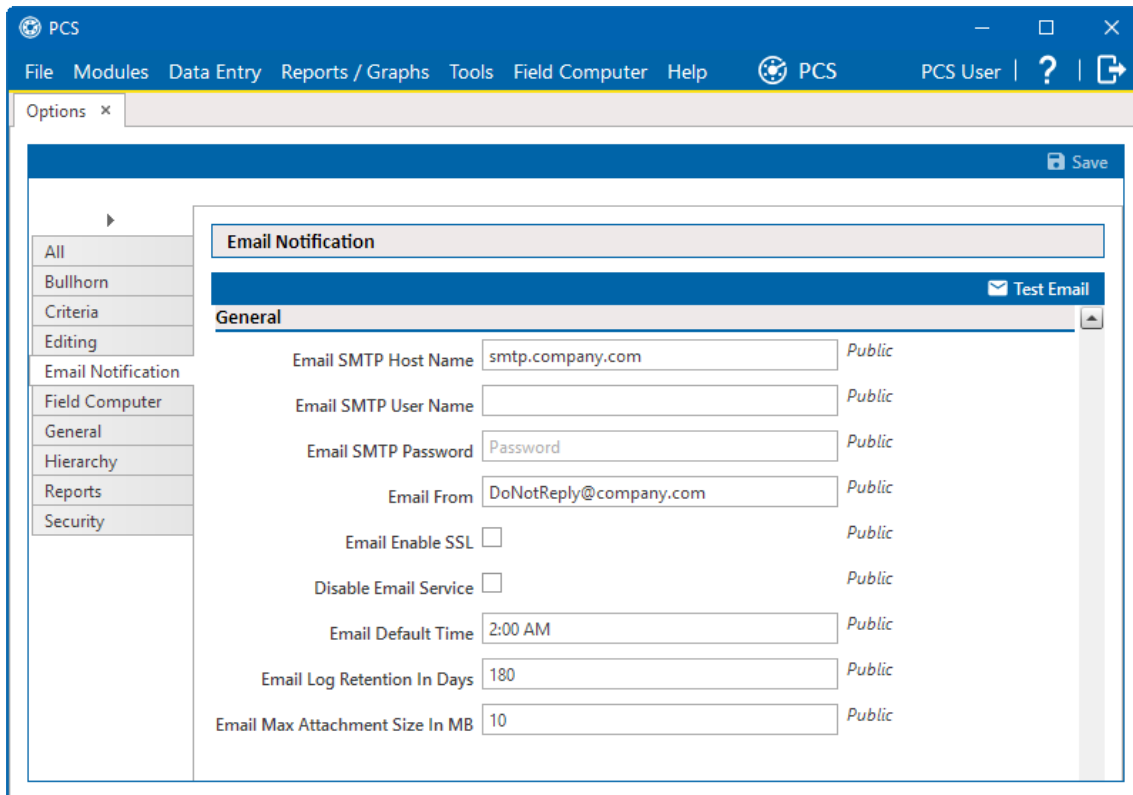 PCS
File Modules Data Entry Reports / Graphs Tools Field Computer Help PCS PCS User | ? |
Options ×
Save
All
Bullhorn
Criteria
Editing
Email Notification
Field Computer
General
Hierarchy
Reports
Security
Email Notification
Test Email
General
Email SMTP Host Name smtp.company.com Public
Email SMTP User Name Public
Email SMTP Password Password Public
Email From DoNotReply@company.com Public
Email Enable SSL Public
Disable Email Service Public
Email Default Time 2:00 AM Public
Email Log Retention In Days 180 Public
Email Max Attachment Size In MB 10 Public